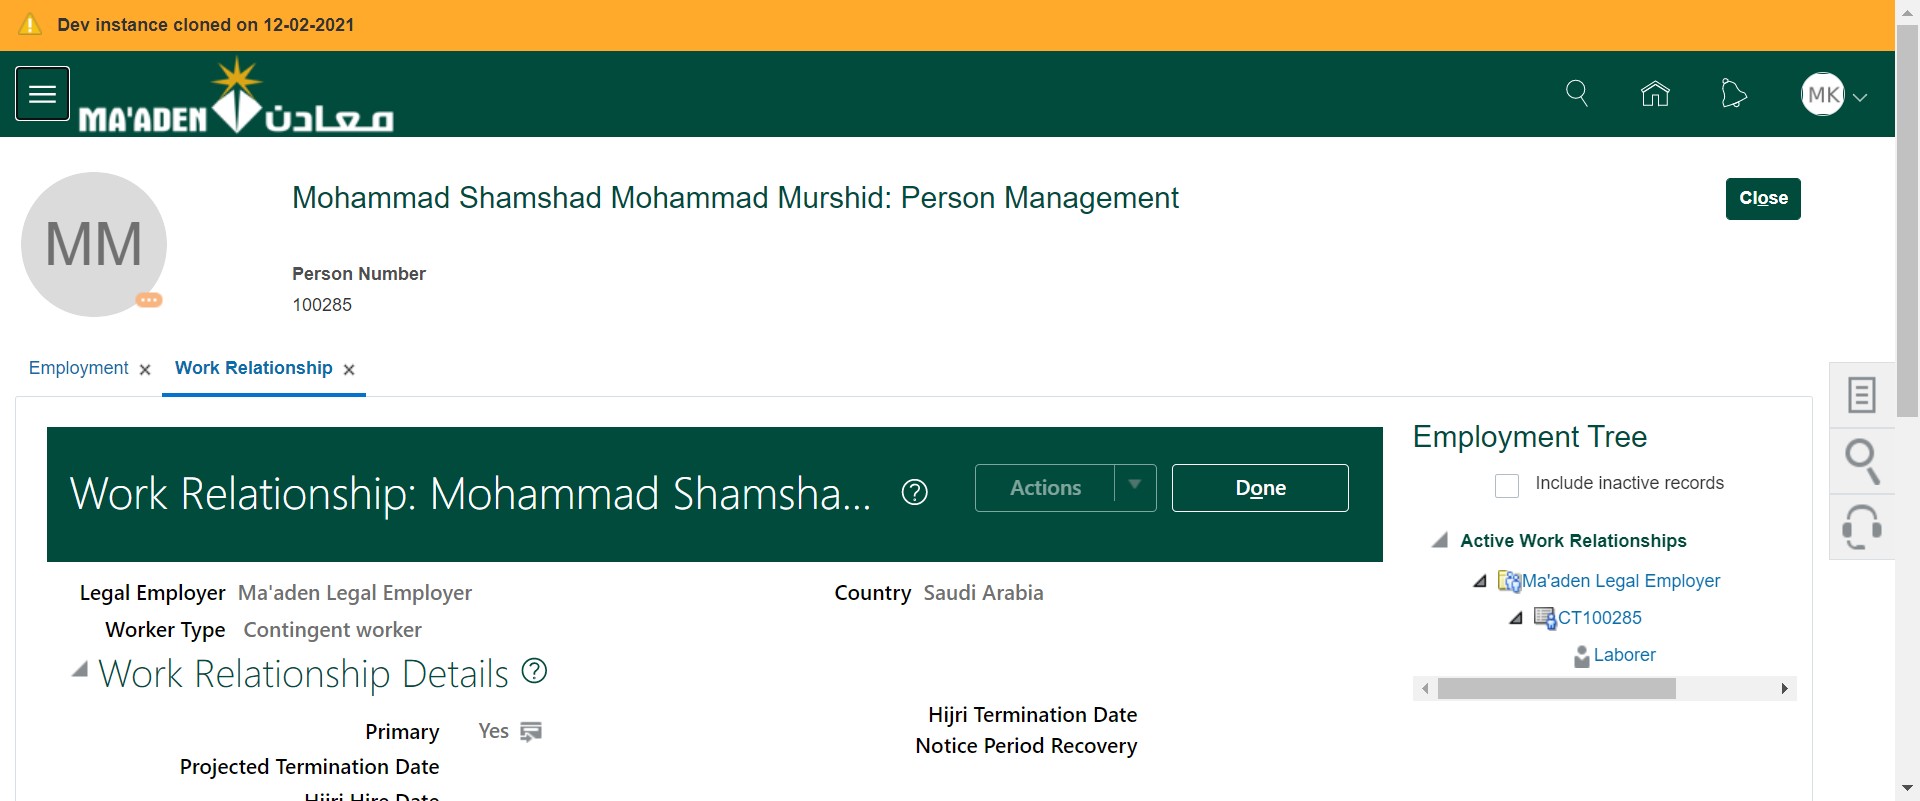 Dev instance cloned on 12-02-2021
MA'ADEN معادن
MK
MM
Mohammad Shamshad Mohammad Murshid: Person Management
Close
Person Number
100285
Employment
Work Relationship
Work Relationship: Mohammad Shamsha...
Actions
Done
Employment Tree
Include inactive records
Active Work Relationships
Ma'aden Legal Employer
CT100285
Laborer
Legal Employer Ma'aden Legal Employer
Country Saudi Arabia
Worker Type Contingent worker
Work Relationship Details
Primary Yes
Hijri Termination Date
Notice Period Recovery
Projected Termination Date
Hijri Hire Date